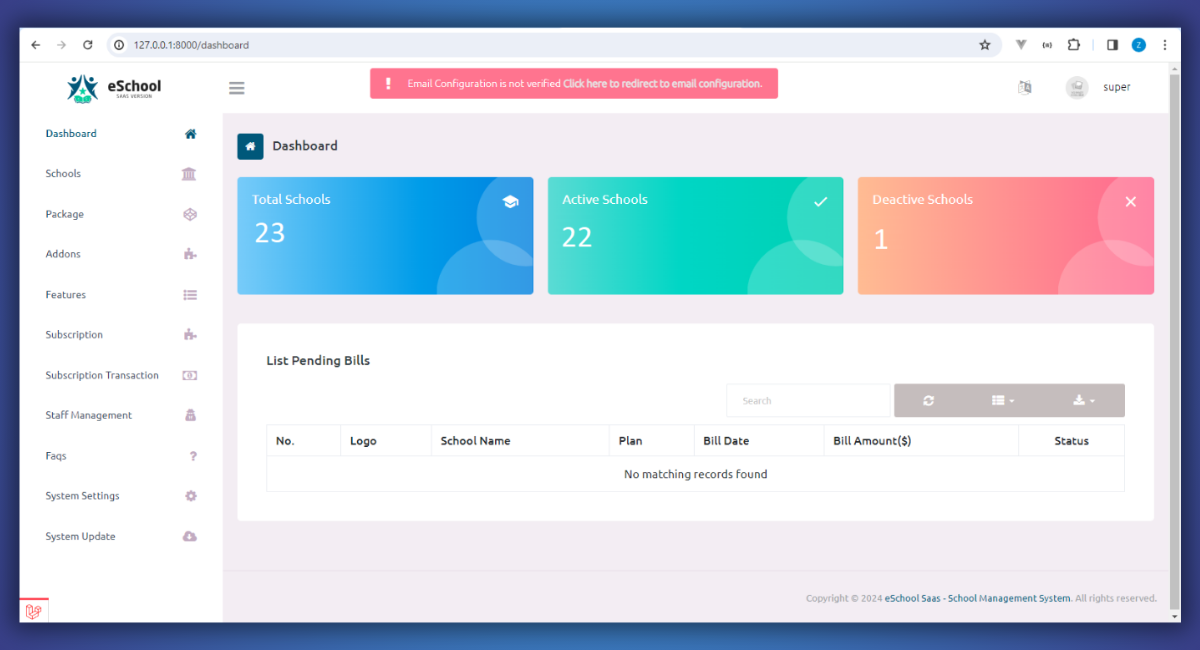 127.0.0.1:8000/dashboard
Z
eSchool
SAAS VERSION
Email Configuration is not verified Click here to redirect to email configuration.
super
Dashboard
Schools
Package
Addons
Features
Subscription
Subscription Transaction
Staff Management
Faqs
System Settings
System Update
Dashboard
Total Schools
23
Active Schools
22
Deactive Schools
1
List Pending Bills
Search
No. Logo School Name Plan Bill Date Bill Amount($) Status
No matching records found
Copyright © 2024 eSchool Saas - School Management System. All rights reserved.